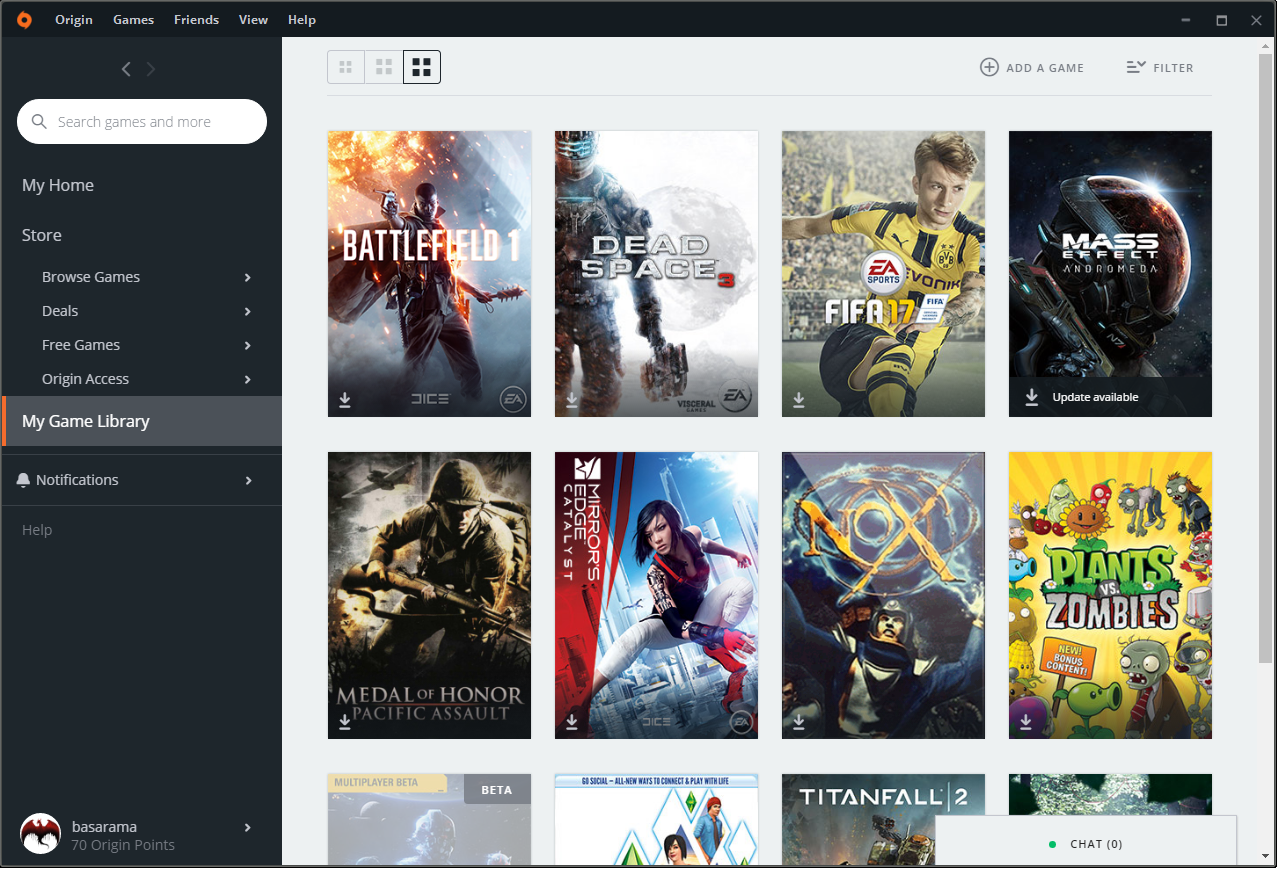 Origin Games Friends View Help
Search games and more
My Home
Store
Browse Games
Deals
Free Games
Origin Access
My Game Library
Notifications
Help
basarama
70 Origin Points
ADD A GAME
FILTER
BATTLEFIELD 1
DICE
EA
DEAD
SPACE 3
VISCERAL
GAMES
EA
EA
SPORTS
FIFA 17
FIFA
BVB
09
EVONIK
MASS
EFFECT
ANDROMEDA
N7
Update available
MEDAL OF HONOR
PACIFIC ASSAULT
MIRROR'S
EDGE
CATALYST
DICE
EA
NOX
PLANTS
VS.
ZOMBIES
NEW!
BONUS
CONTENT!
MULTIPLAYER BETA
BETA
GO SOCIAL – ALL-NEW WAYS TO CONNECT & PLAY WITH LIFE
TITANFALL 2
CHAT (0)